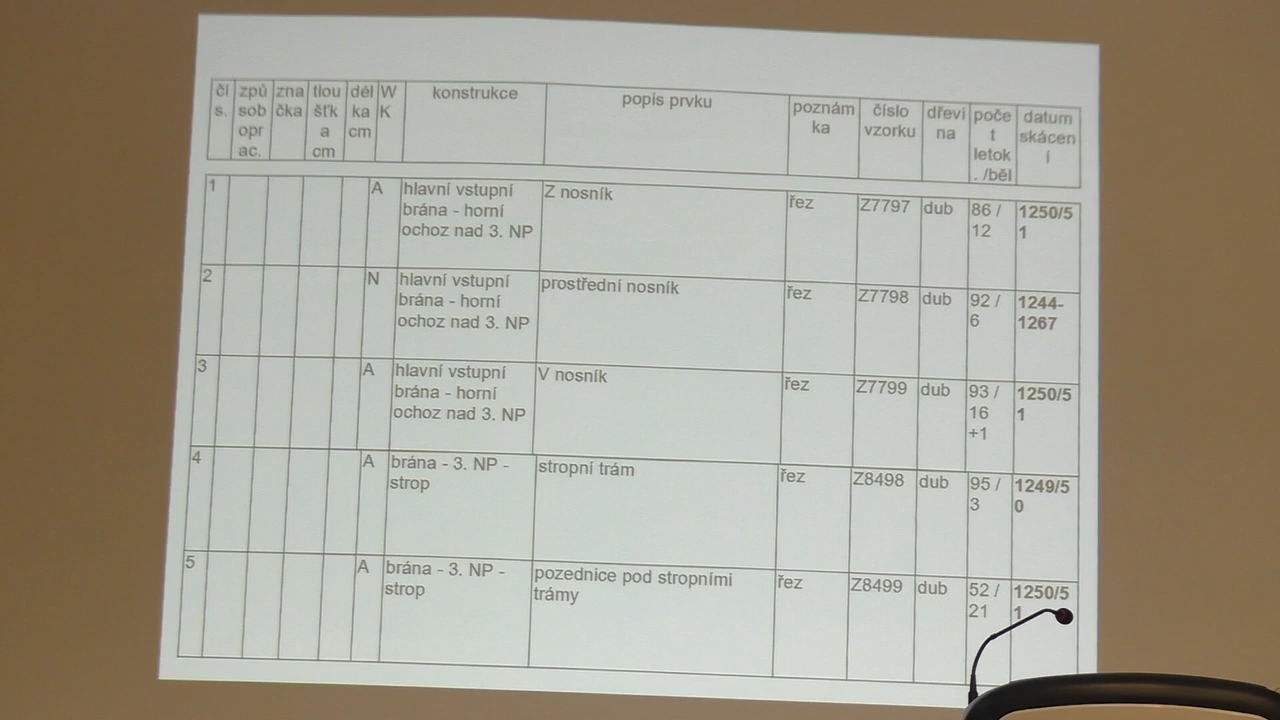 čí způ zna tlou dél W konstrukce popis prvku poznám číslo dřevi poče datum
s. sob čka šťk ka K ka vzorku na t skácen
opr a cm letok í
ac. cm . /běl
1 A hlavní vstupní Z nosník řez Z7797 dub 86 / 1250/5
brána - horní 12 1
ochoz nad 3. NP
2 N hlavní vstupní prostřední nosník řez Z7798 dub 92 / 1244-
brána - horní 6 1267
ochoz nad 3. NP
3 A hlavní vstupní V nosník řez Z7799 dub 93 / 1250/5
brána - horní 16 1
ochoz nad 3. NP +1
4 A brána - 3. NP - stropní trám řez Z8498 dub 95 / 1249/5
strop 3 0
5 A brána - 3. NP - pozednice pod stropními řez Z8499 dub 52 / 1250/5
strop trámy 21 1